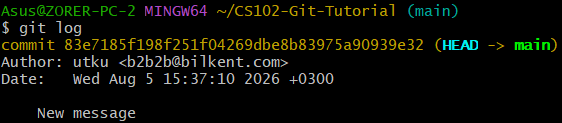 Asus@ZORER-PC-2 MINGW64 ~/CS102-Git-Tutorial (main)
$ git log
commit 83e7185f198f251f04269dbe8b83975a90939e32 (HEAD -> main)
Author: utku <b2b2b@bilkent.com>
Date:   Wed Aug 5 15:37:10 2026 +0300

    New message